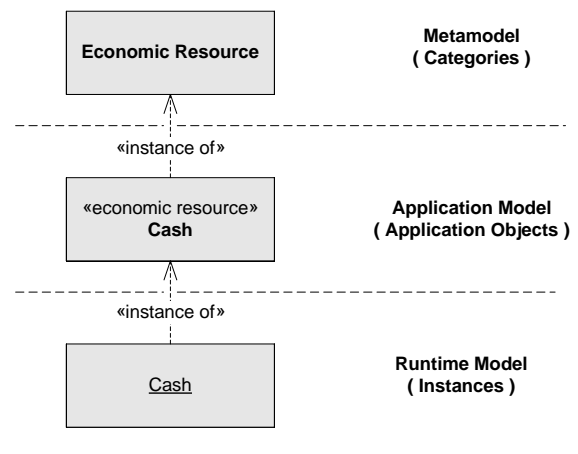 Economic Resource
Metamodel
( Categories )
«instance of»
«economic resource»
Cash
Application Model
( Application Objects )
«instance of»
Cash
Runtime Model
( Instances )